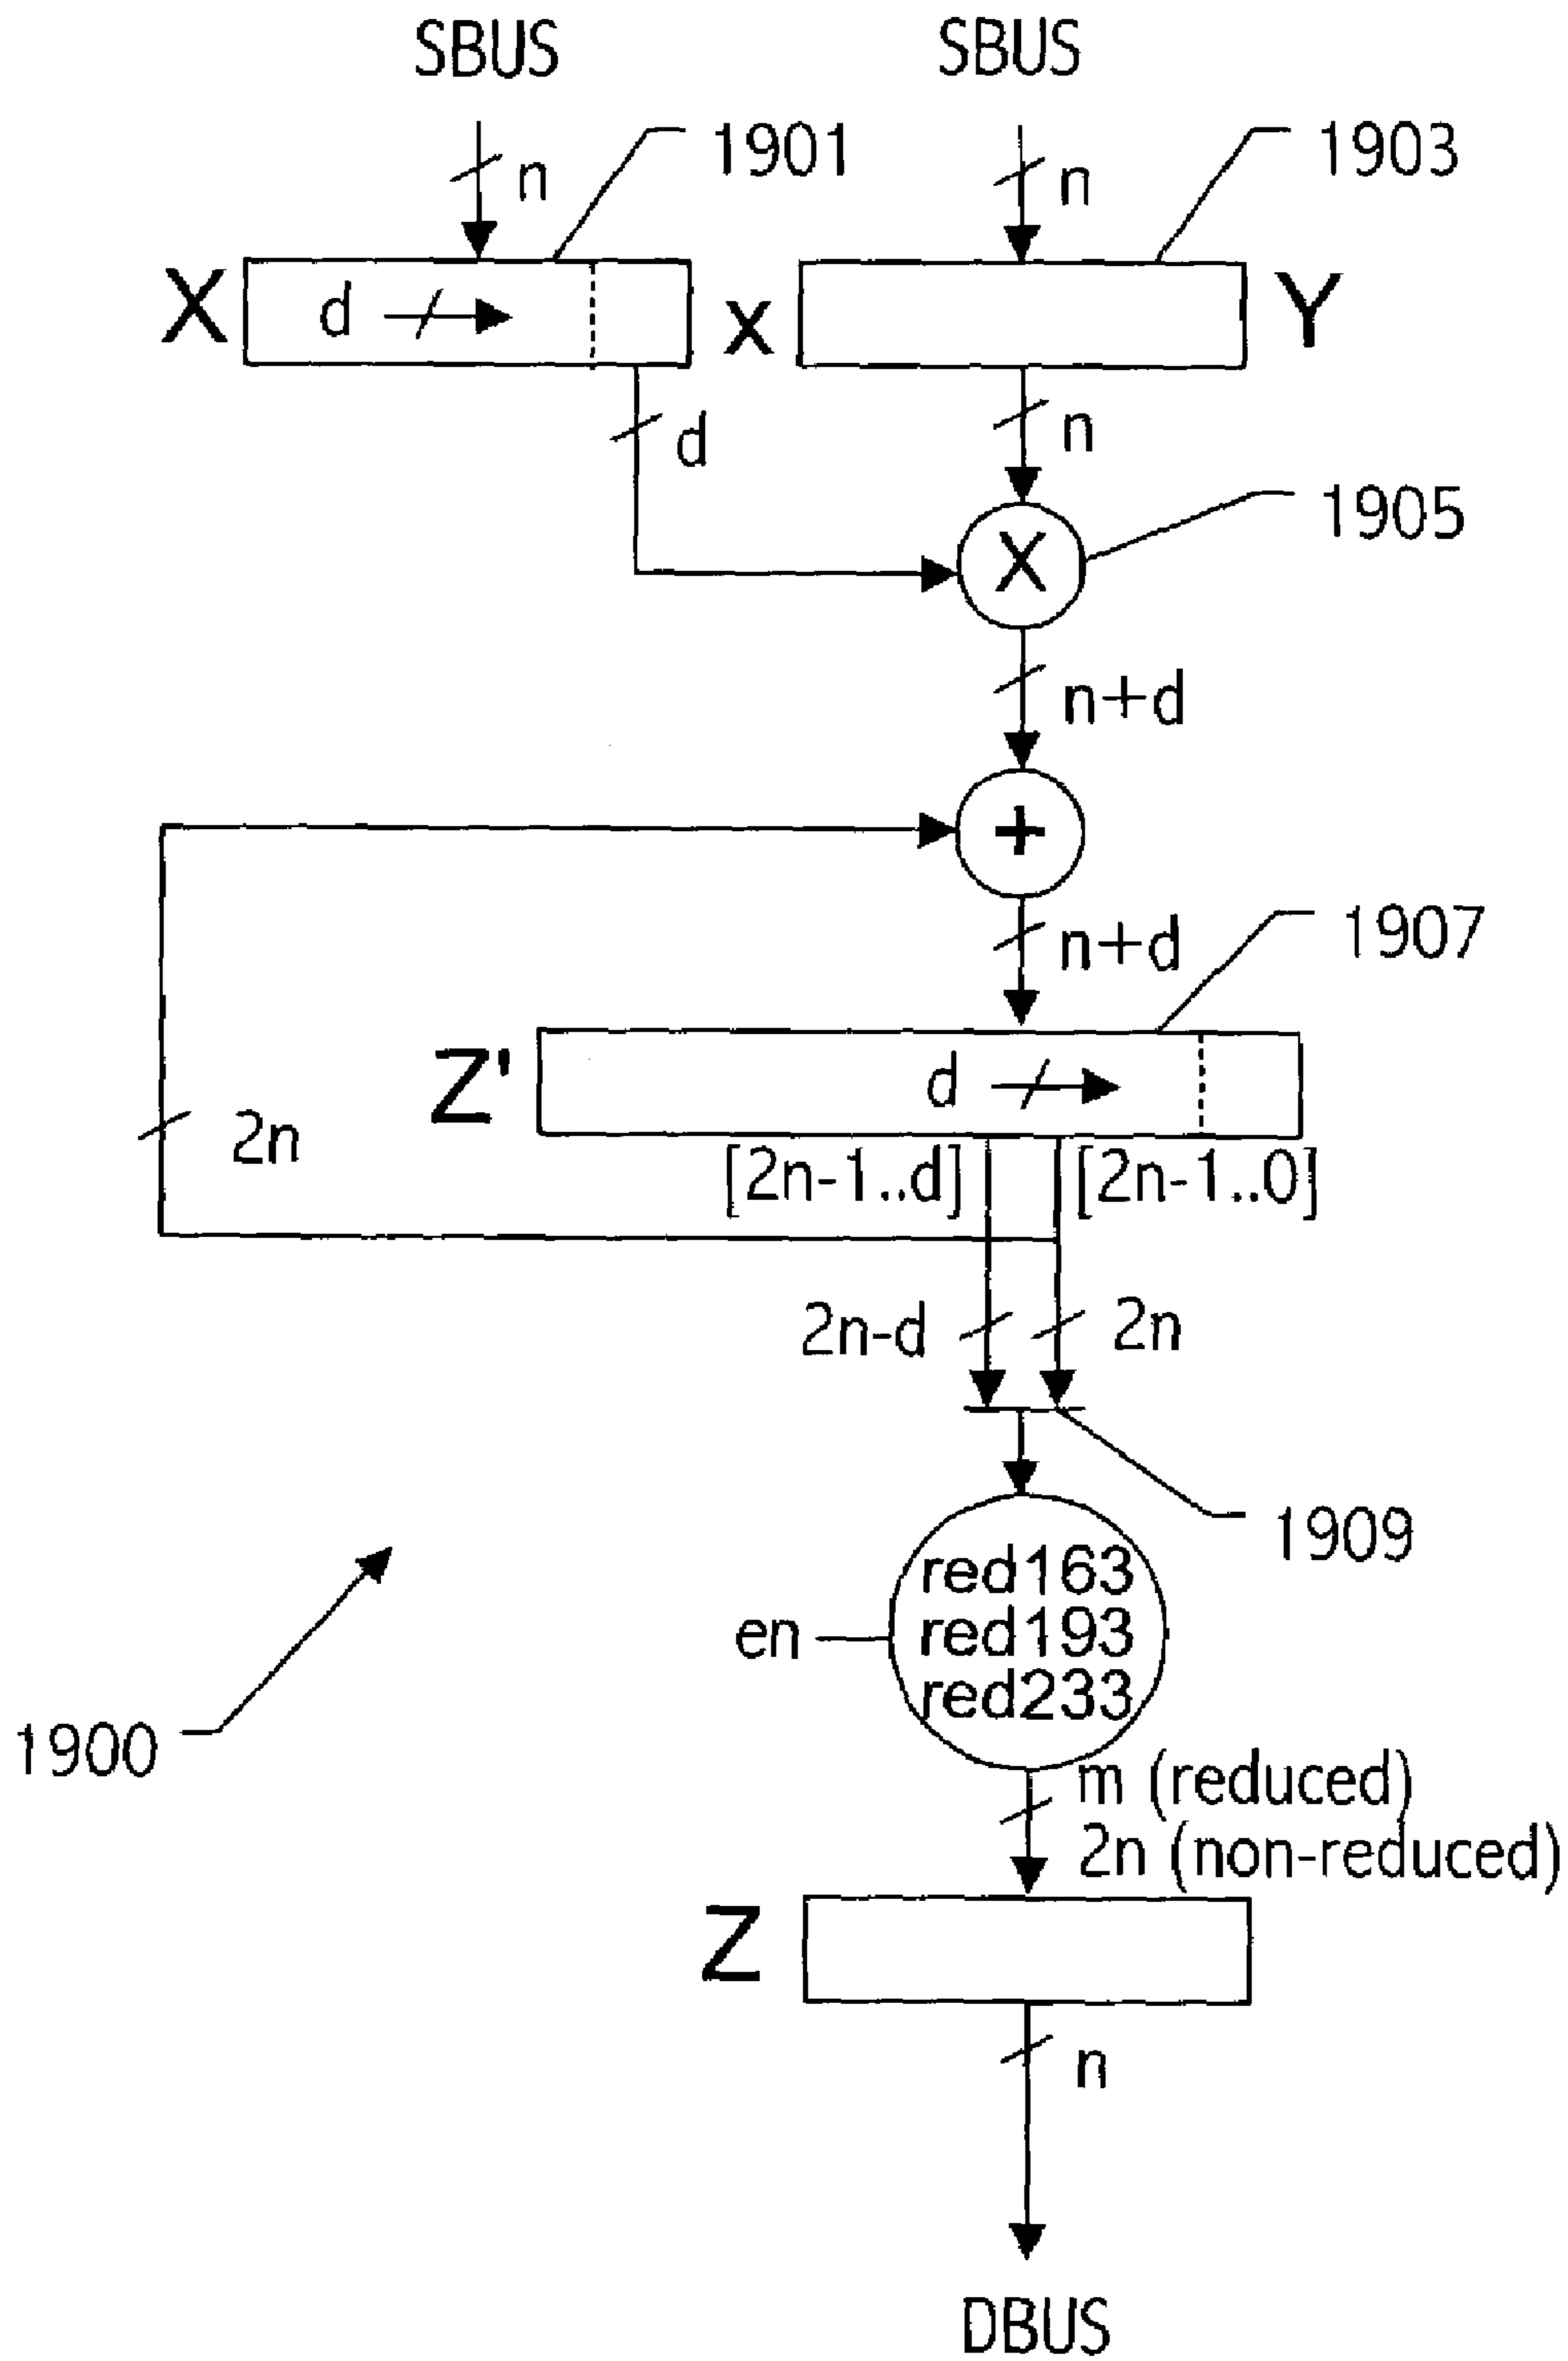 SBUS SBUS
n 1901 n 1903
X d x Y
d n
1905
X
n+d
+
n+d 1907
Z' d
2n [2n-1..d] [2n-1..0]
2n-d 2n
1909
red163
en red193
red233
1900
m (reduced)
2n (non-reduced)
Z
n
DBUS